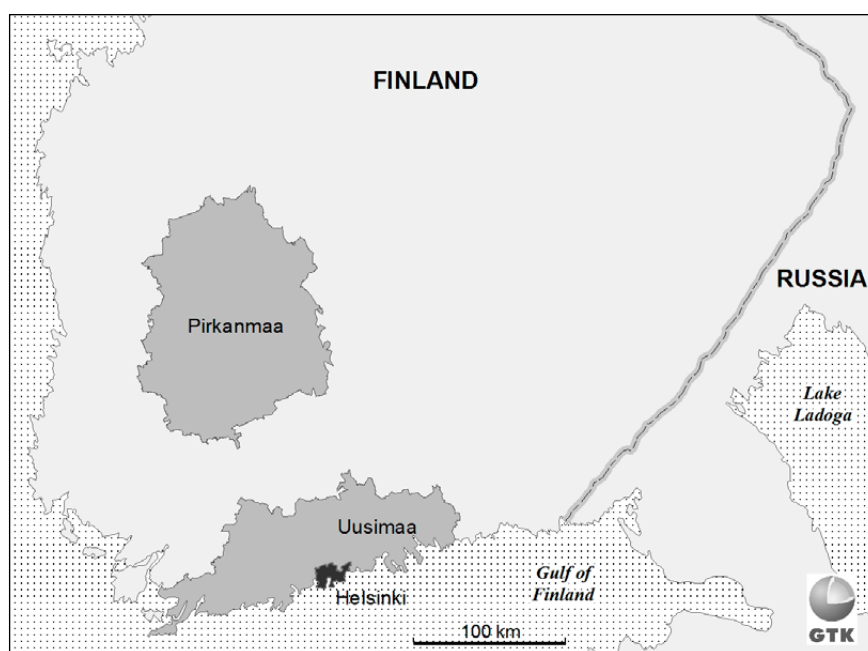 FINLAND
RUSSIA
Pirkanmaa
Lake
Ladoga
Uusimaa
Helsinki
Gulf of
Finland
100 km
GTK